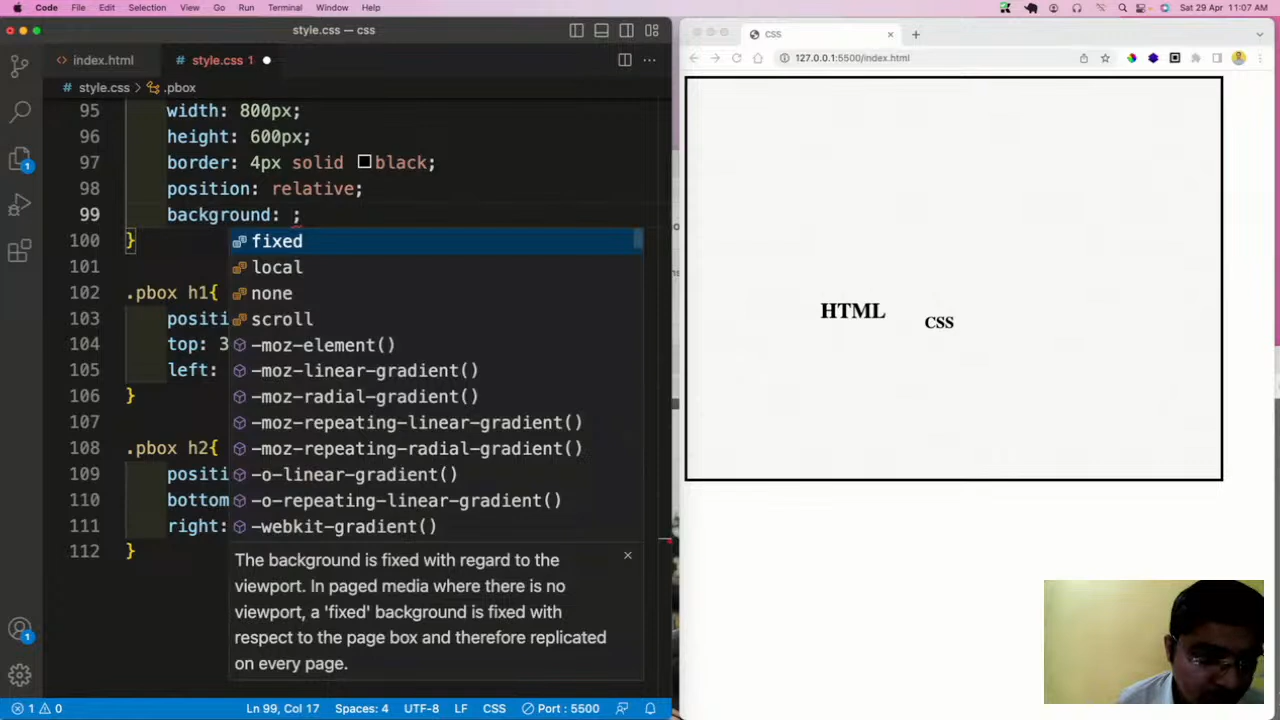 Code File Edit Selection View Go Run Terminal Window Help
Sat 29 Apr 11:07 AM
style.css — css
index.html
style.css 1
style.css > .pbox
95 width: 800px;
96 height: 600px;
97 border: 4px solid black;
98 position: relative;
99 background: ;
100 }
101
102 .pbox h1{
103 positi
104 top: 3
105 left:
106 }
107
108 .pbox h2{
109 positi
110 bottom
111 right:
112 }
fixed
local
none
scroll
-moz-element()
-moz-linear-gradient()
-moz-radial-gradient()
-moz-repeating-linear-gradient()
-moz-repeating-radial-gradient()
-o-linear-gradient()
-o-repeating-linear-gradient()
-webkit-gradient()
The background is fixed with regard to the
viewport. In paged media where there is no
viewport, a 'fixed' background is fixed with
respect to the page box and therefore replicated
on every page.
1
1
1 0
Ln 99, Col 17 Spaces: 4 UTF-8 LF CSS Port : 5500
CSS
127.0.0.1:5500/index.html
HTML
CSS